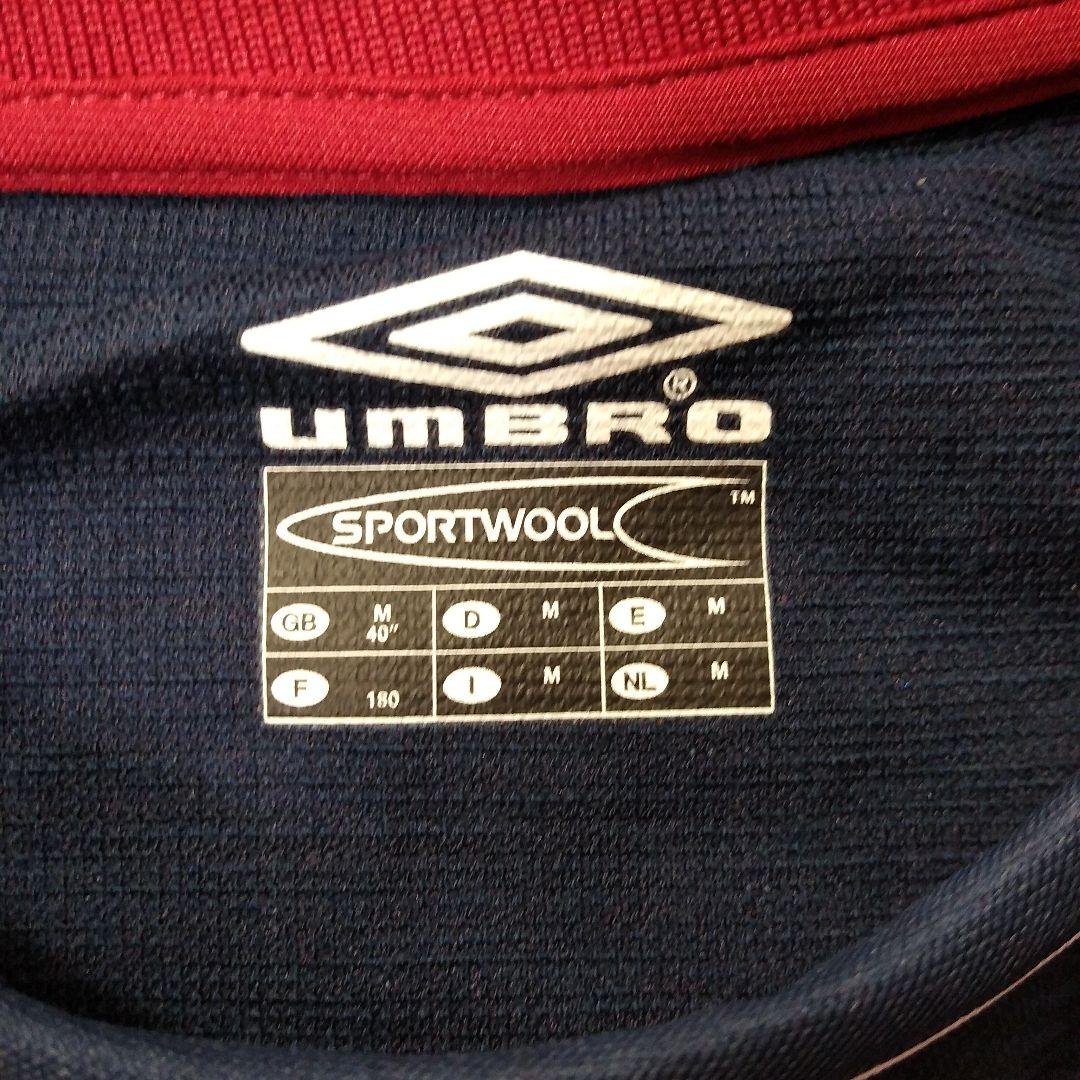 ®
UMBRO
SPORTWOOL ™
GB M 40" D M E M
F 180 I M NL M